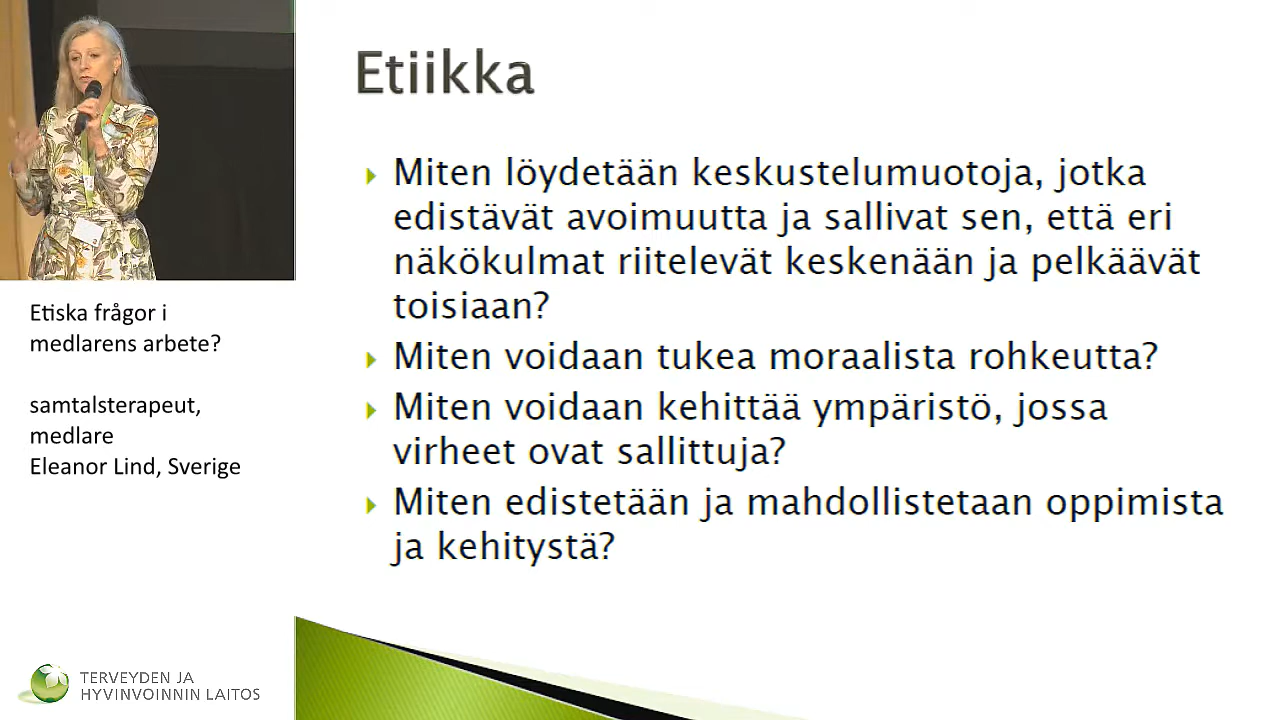 Etiikka
Miten löydetään keskustelumuotoja, jotka
edistävät avoimuutta ja sallivat sen, että eri
näkökulmat riitelevät keskenään ja pelkäävät
toisiaan?
Miten voidaan tukea moraalista rohkeutta?
Miten voidaan kehittää ympäristö, jossa
virheet ovat sallittuja?
Miten edistetään ja mahdollistetaan oppimista
ja kehitystä?
Etiska frågor i
medlarens arbete?
samtalsterapeut,
medlare
Eleanor Lind, Sverige
TERVEYDEN JA
HYVINVOINNIN LAITOS